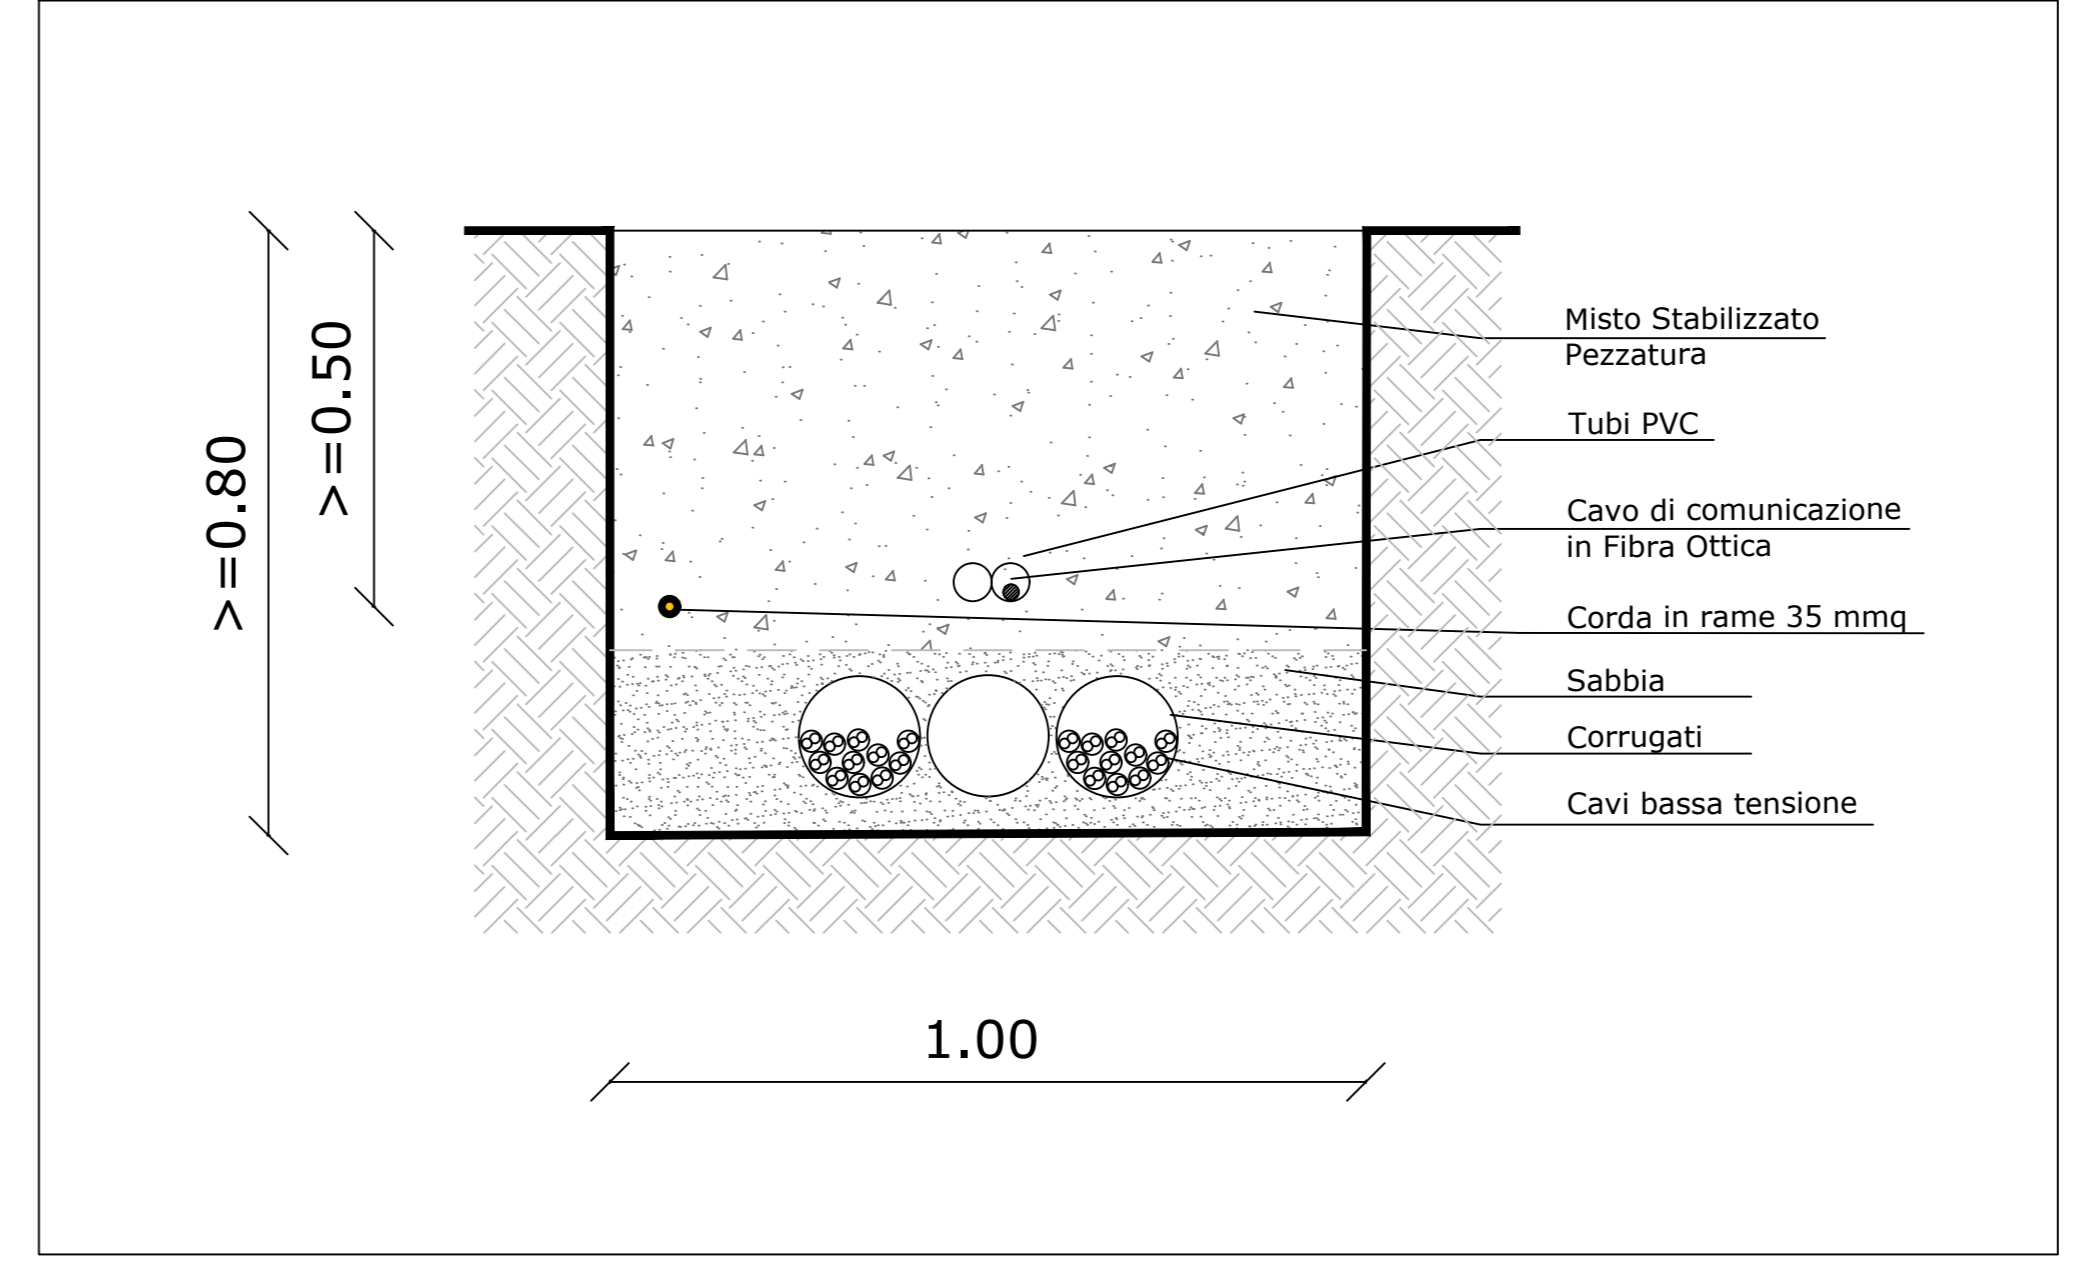 >=0.80
>=0.50
Misto Stabilizzato
Pezzatura
Tubi PVC
Cavo di comunicazione
in Fibra Ottica
Corda in rame 35 mmq
Sabbia
Corrugati
Cavi bassa tensione
1.00